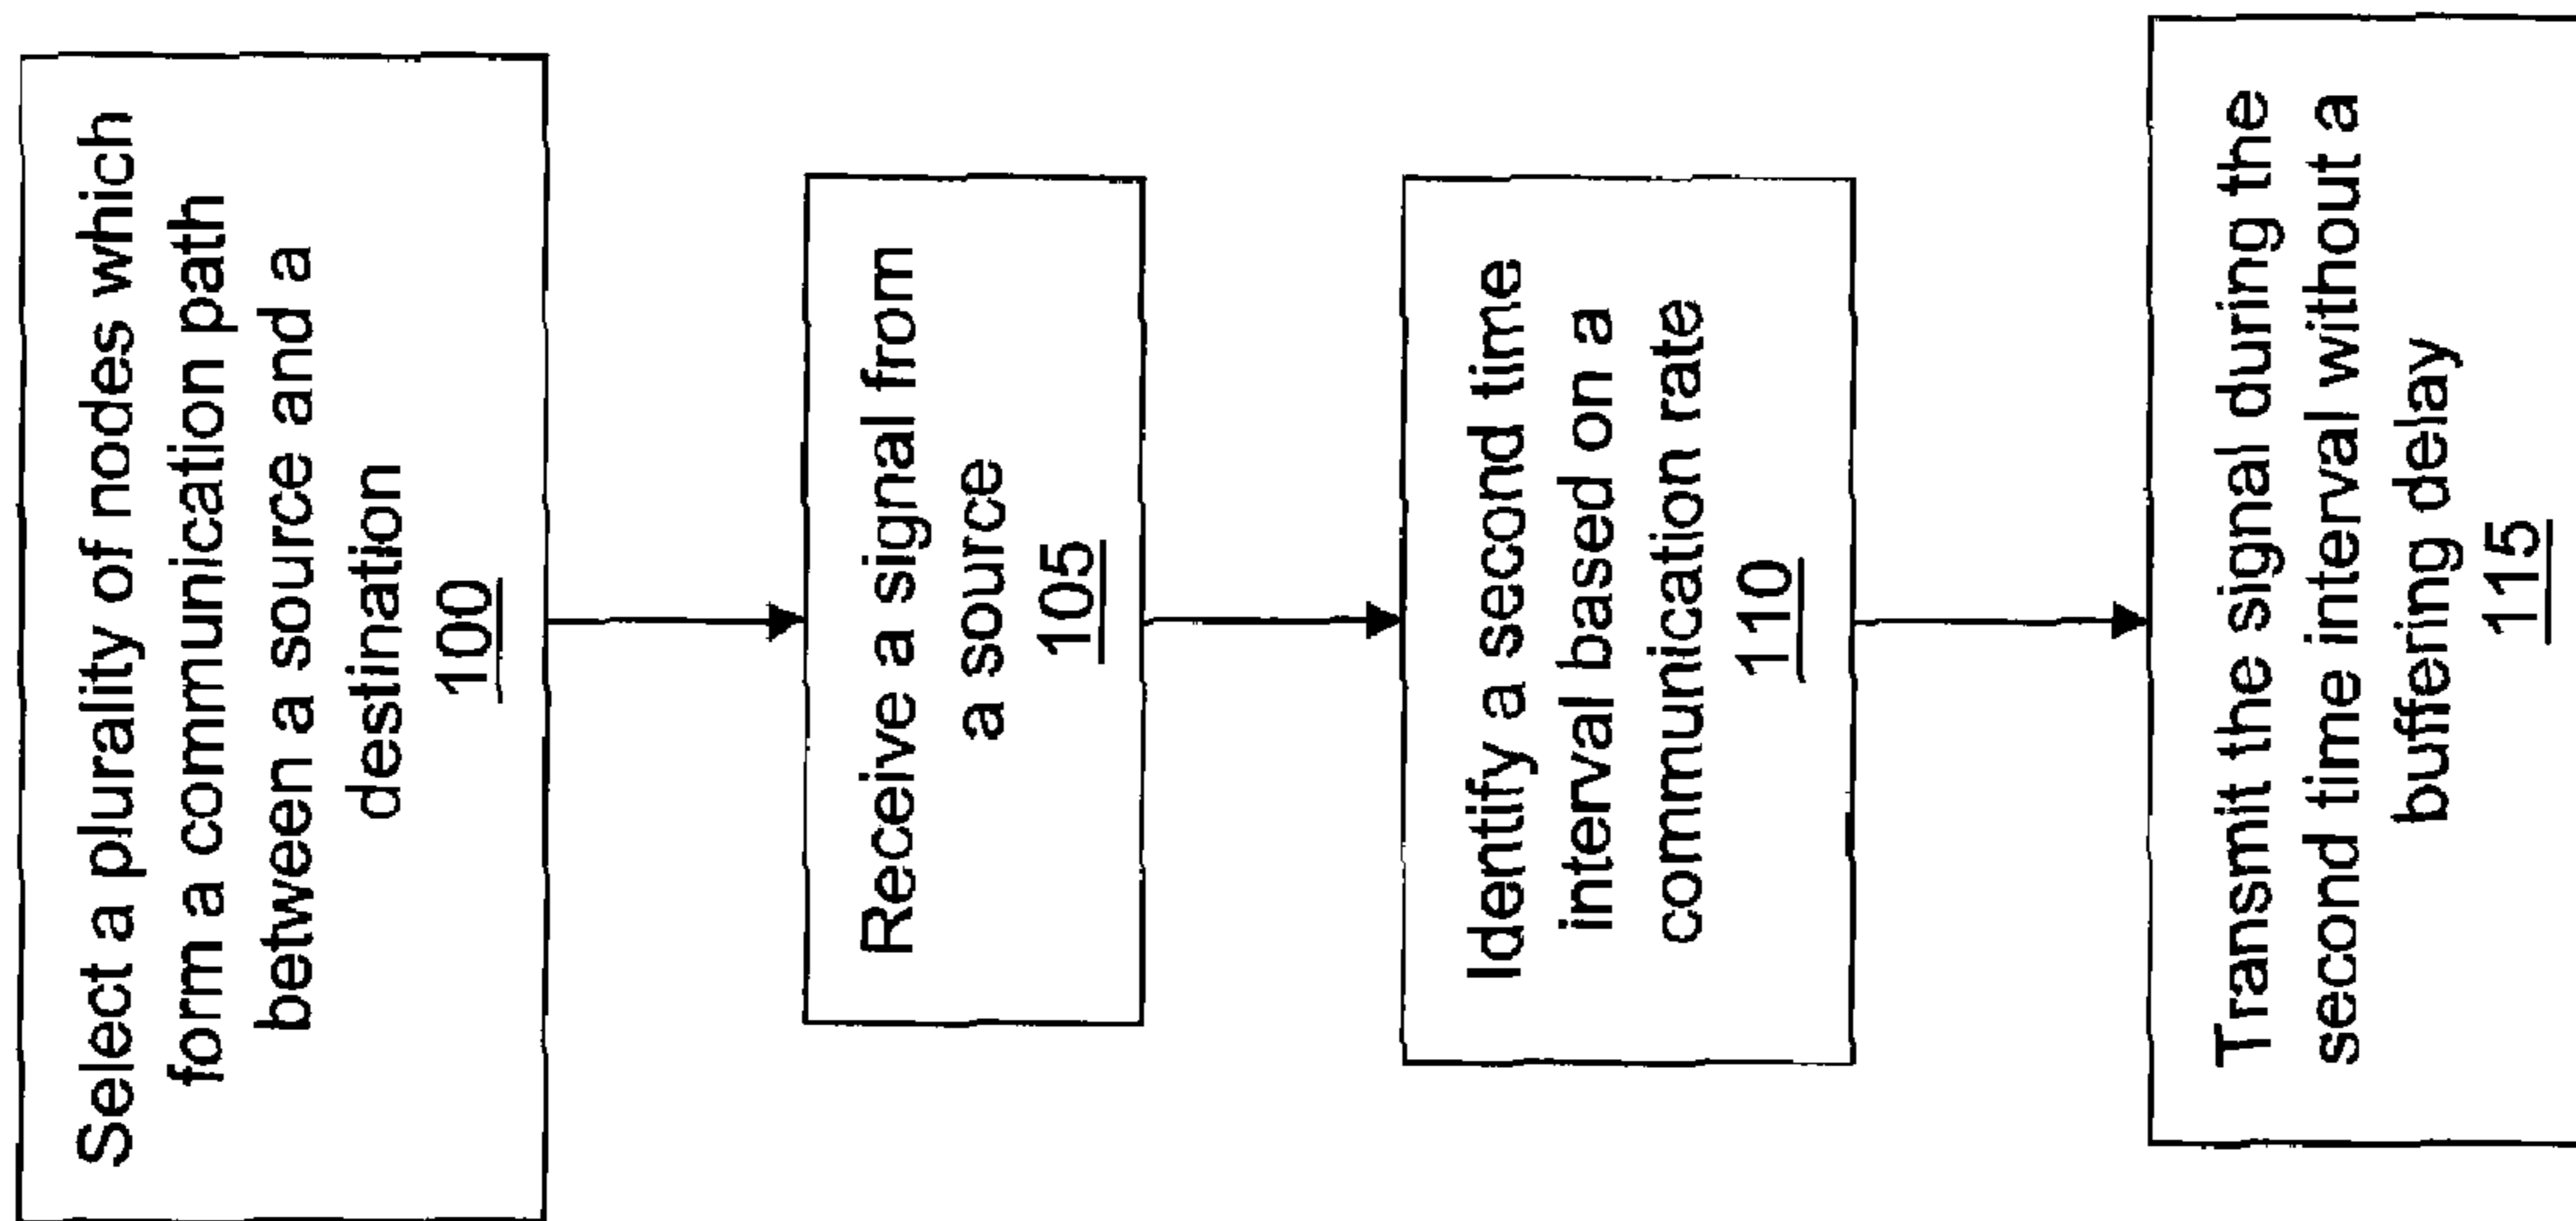 Select a plurality of nodes which
form a communication path
between a source and a
destination
100
Receive a signal from
a source
105
Identify a second time
interval based on a
communication rate
110
Transmit the signal during the
second time interval without a
buffering delay
115